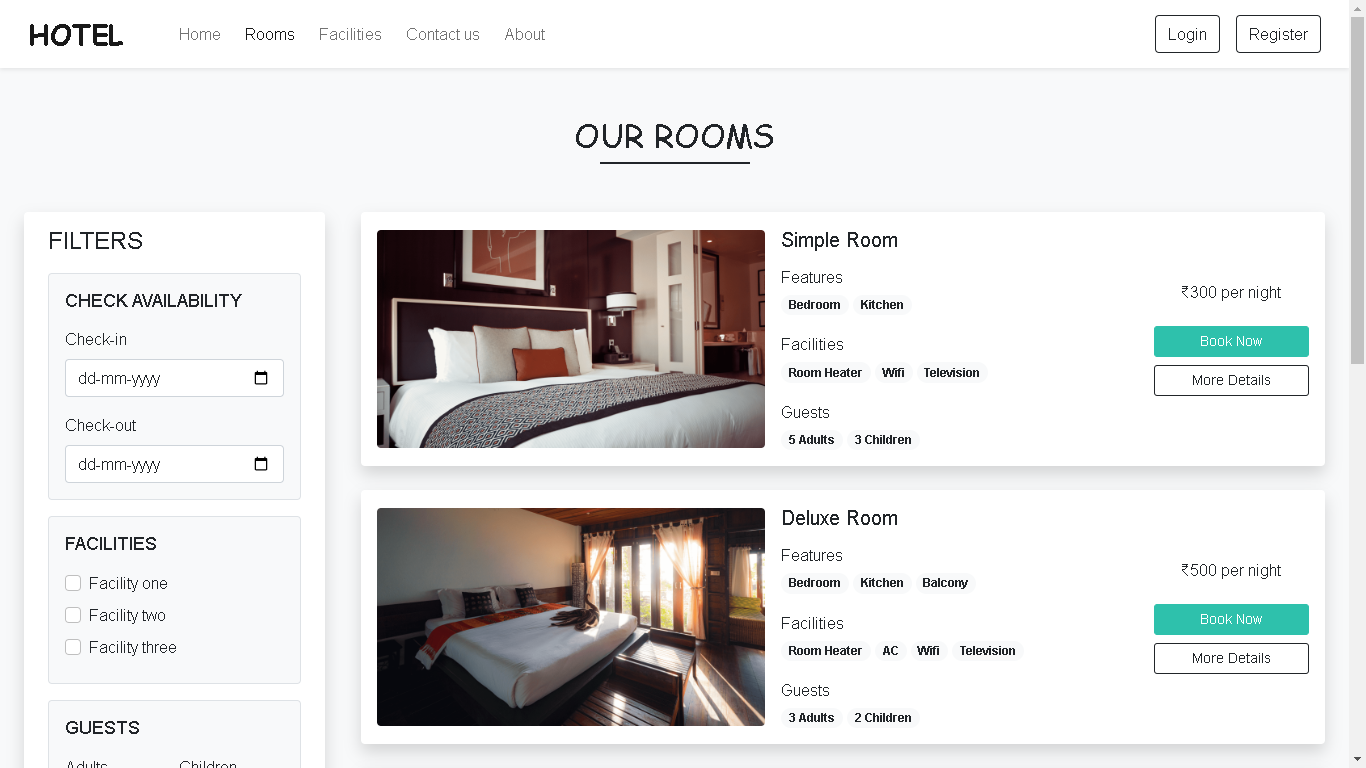 HOTEL Home Rooms Facilities Contact us About Login Register
OUR ROOMS
FILTERS
CHECK AVAILABILITY
Check-in
dd-mm-yyyy
Check-out
dd-mm-yyyy
FACILITIES
Facility one
Facility two
Facility three
GUESTS
Adults Children
Simple Room
Features
Bedroom Kitchen
Facilities
Room Heater Wifi Television
Guests
5 Adults 3 Children
₹300 per night
Book Now
More Details
Deluxe Room
Features
Bedroom Kitchen Balcony
Facilities
Room Heater AC Wifi Television
Guests
3 Adults 2 Children
₹500 per night
Book Now
More Details